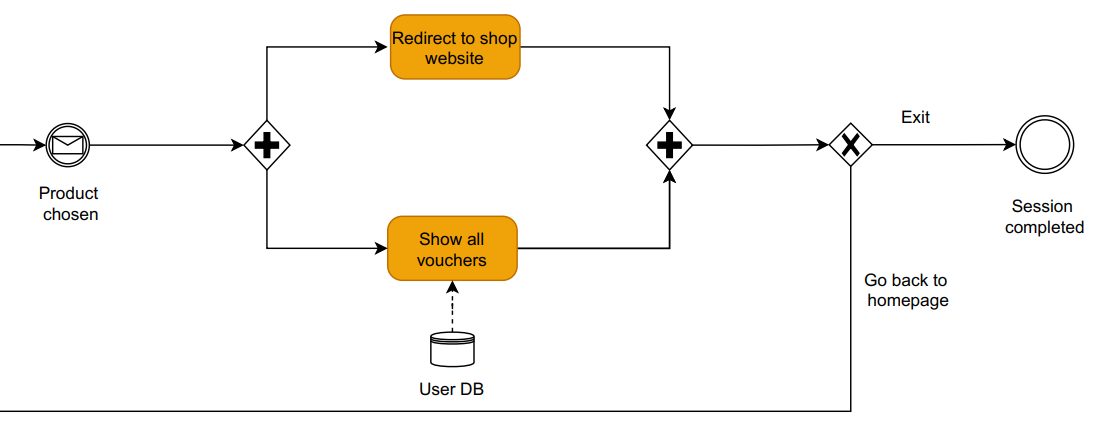 Redirect to shop
website
Exit
Product
chosen
Session
completed
Show all
vouchers
Go back to
homepage
User DB